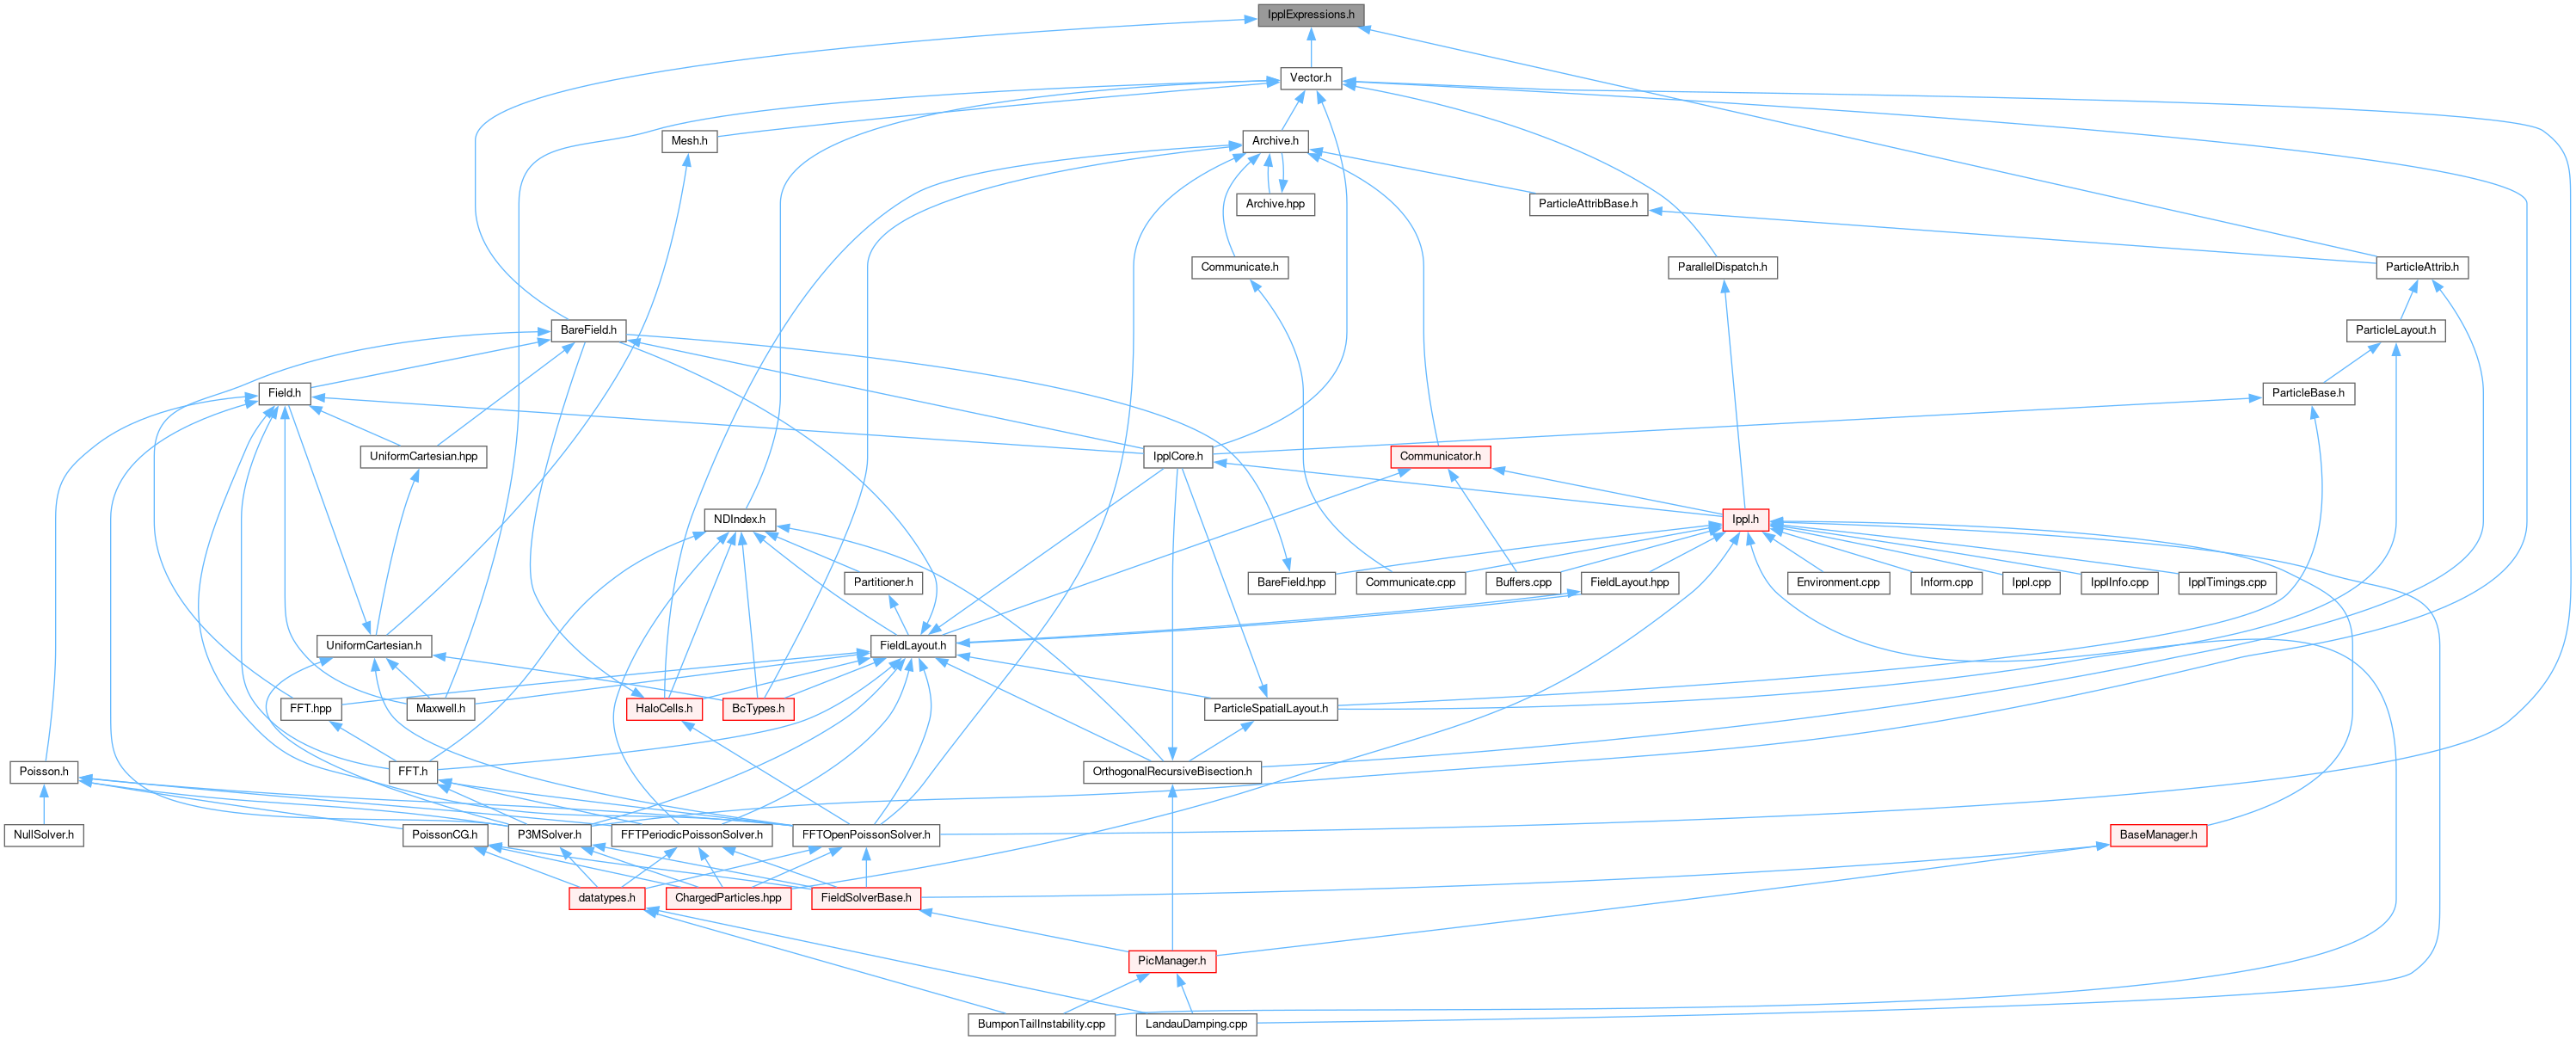 IpplExpressions.h
Vector.h
Mesh.h
Archive.h
Archive.hpp
ParticleAttribBase.h
Communicate.h
ParallelDispatch.h
ParticleAttrib.h
BareField.h
ParticleLayout.h
Field.h
ParticleBase.h
UniformCartesian.hpp
IpplCore.h
Communicator.h
NDIndex.h
Ippl.h
Partitioner.h
BareField.hpp
Communicate.cpp
Buffers.cpp
FieldLayout.hpp
Environment.cpp
Inform.cpp
Ippl.cpp
IpplInfo.cpp
IpplTimings.cpp
UniformCartesian.h
FieldLayout.h
FFT.hpp
Maxwell.h
HaloCells.h
BcTypes.h
ParticleSpatialLayout.h
Poisson.h
FFT.h
OrthogonalRecursiveBisection.h
NullSolver.h
PoissonCG.h
P3MSolver.h
FFTPeriodicPoissonSolver.h
FFTOpenPoissonSolver.h
BaseManager.h
datatypes.h
ChargedParticles.hpp
FieldSolverBase.h
PicManager.h
BumponTailInstability.cpp
LandauDamping.cpp